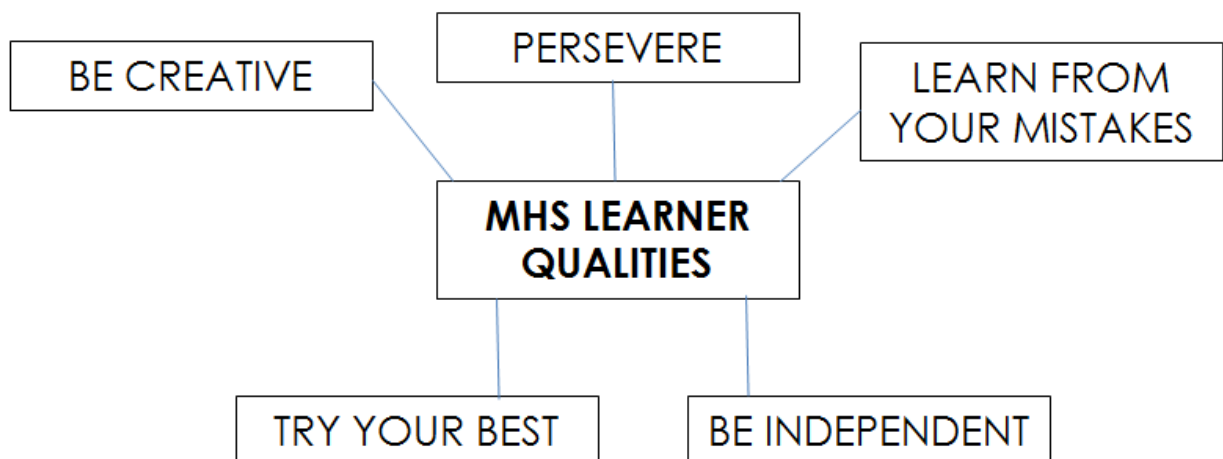 PERSEVERE
BE CREATIVE
LEARN FROM
YOUR MISTAKES
MHS LEARNER
QUALITIES
TRY YOUR BEST
BE INDEPENDENT